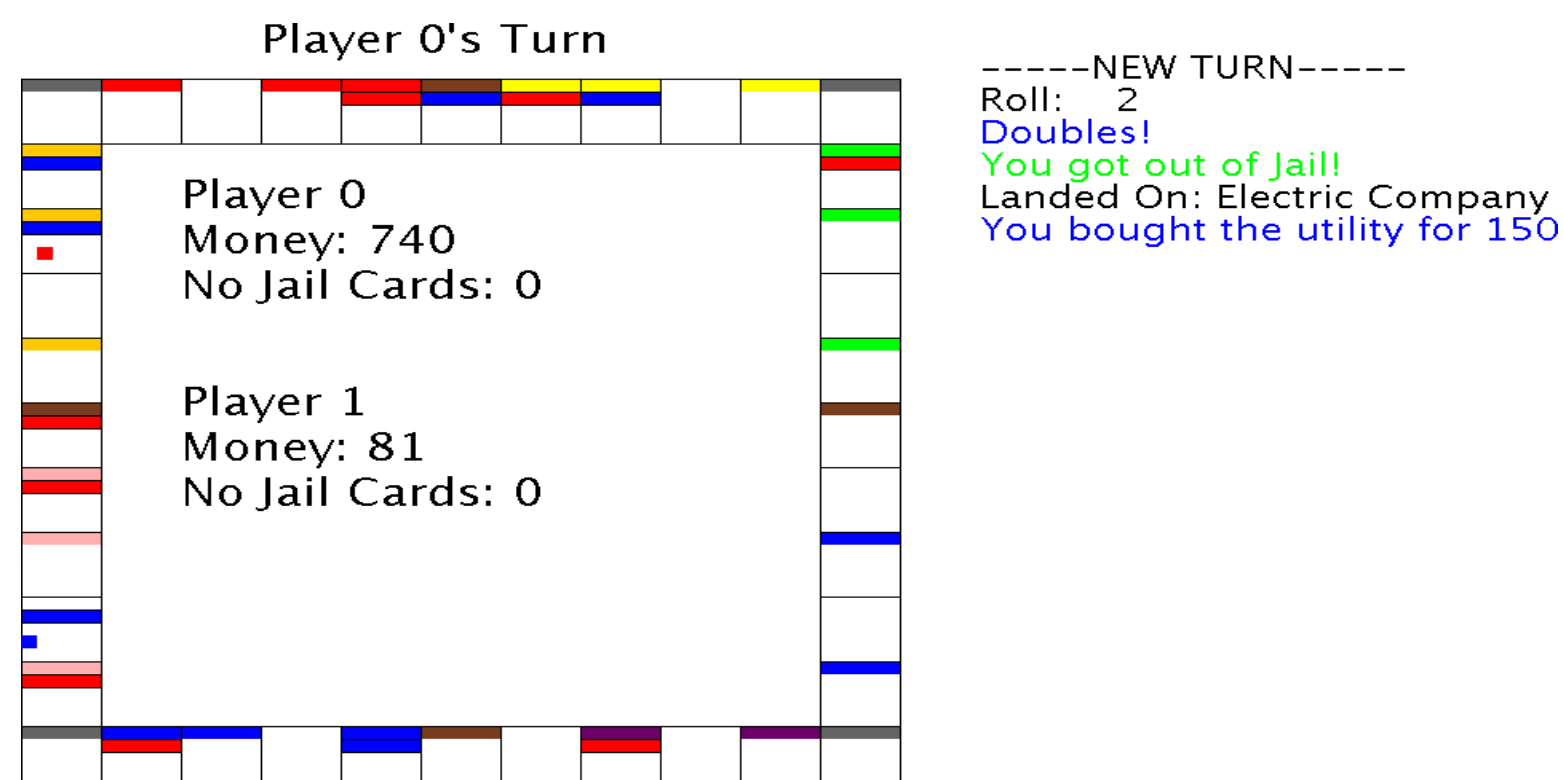 Player 0's Turn
Player 0
Money: 740
No Jail Cards: 0
Player 1
Money: 81
No Jail Cards: 0
-----NEW TURN-----
Roll: 2
Doubles!
You got out of Jail!
Landed On: Electric Company
You bought the utility for 150